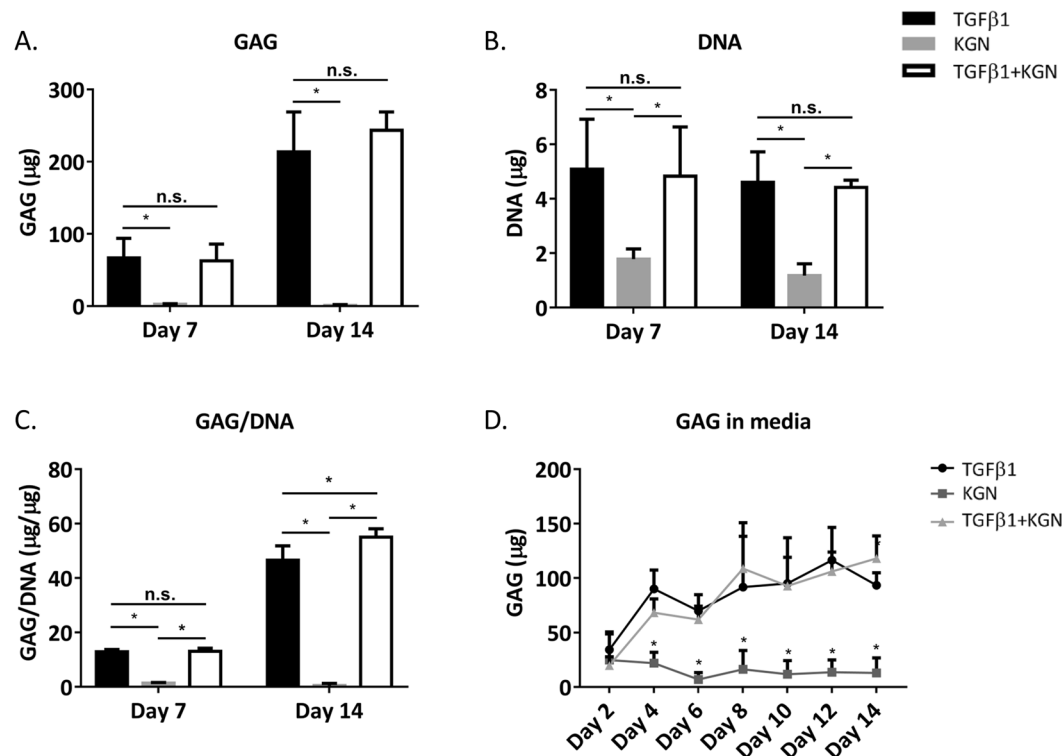 TGFβ1
KGN
TGFβ1+KGN
A.
GAG
n.s.
*
n.s.
*
300
200
100
0
GAG (μg)
Day 7
Day 14
B.
DNA
n.s.
*
*
n.s.
*
*
8
6
4
2
0
DNA (μg)
Day 7
Day 14
C.
GAG/DNA
*
*
*
n.s.
*
*
80
60
40
20
0
GAG/DNA (μg/μg)
Day 7
Day 14
D.
GAG in media
TGFβ1
KGN
TGFβ1+KGN
200
150
100
50
0
GAG (μg)
*
*
*
*
*
*
*
Day 2
Day 4
Day 6
Day 8
Day 10
Day 12
Day 14